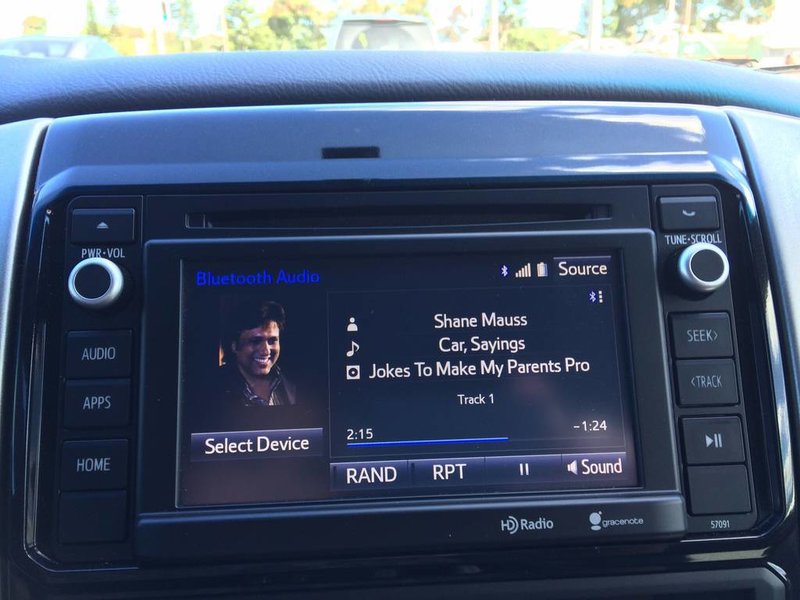 PWR•VOL
AUDIO
APPS
HOME
Bluetooth Audio
Source
Shane Mauss
Car, Sayings
Jokes To Make My Parents Pro
Track 1
2:15
-1:24
Select Device
RAND
RPT
Sound
HD Radio
gracenote
TUNE•SCROLL
SEEK>
<TRACK
57091